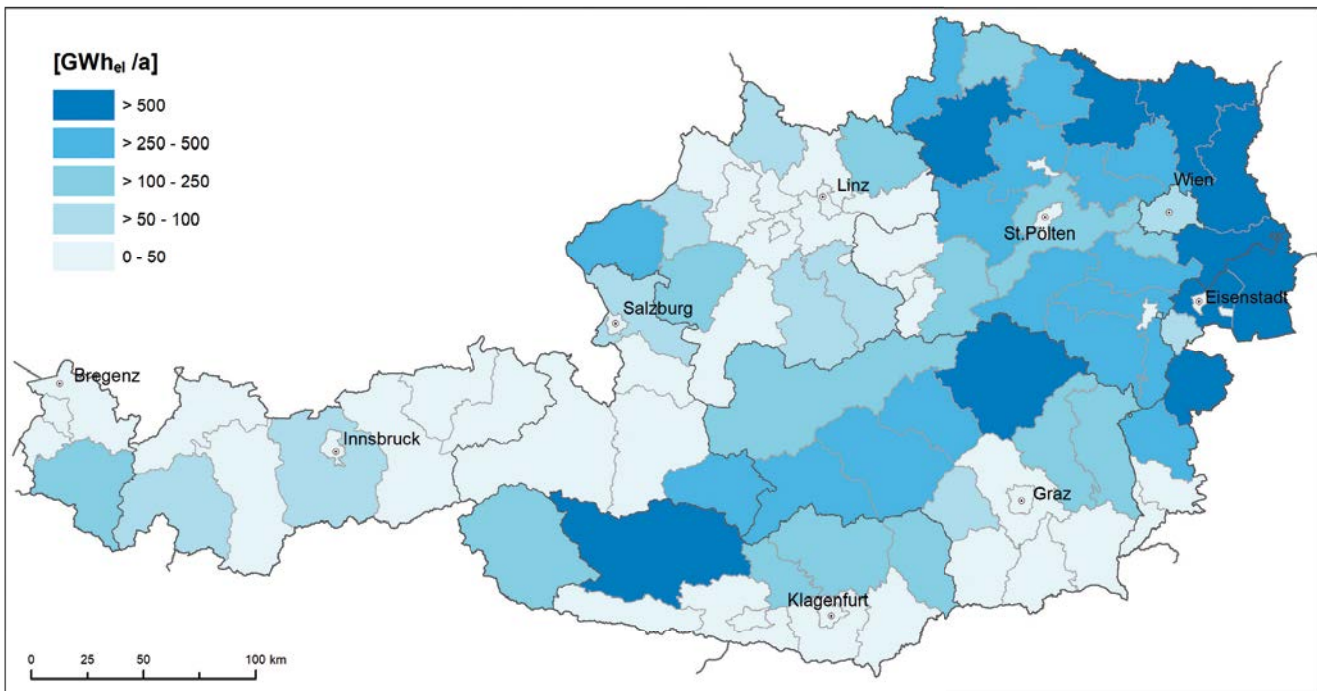 [GWhel /a]
> 500
> 250 - 500
> 100 - 250
> 50 - 100
0 - 50
Linz
Wien
St.Pölten
Salzburg
Eisenstadt
Bregenz
Innsbruck
Graz
Klagenfurt
0 25 50 100 km